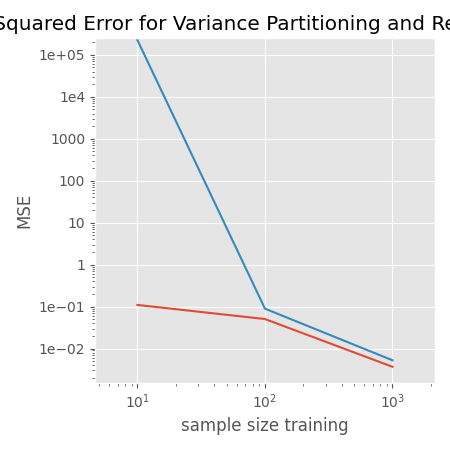 Squared Error for Variance Partitioning and Re
1e+05
1e4
1000
100
10
1
1e−01
1e−02
MSE
10¹
10²
10³
sample size training